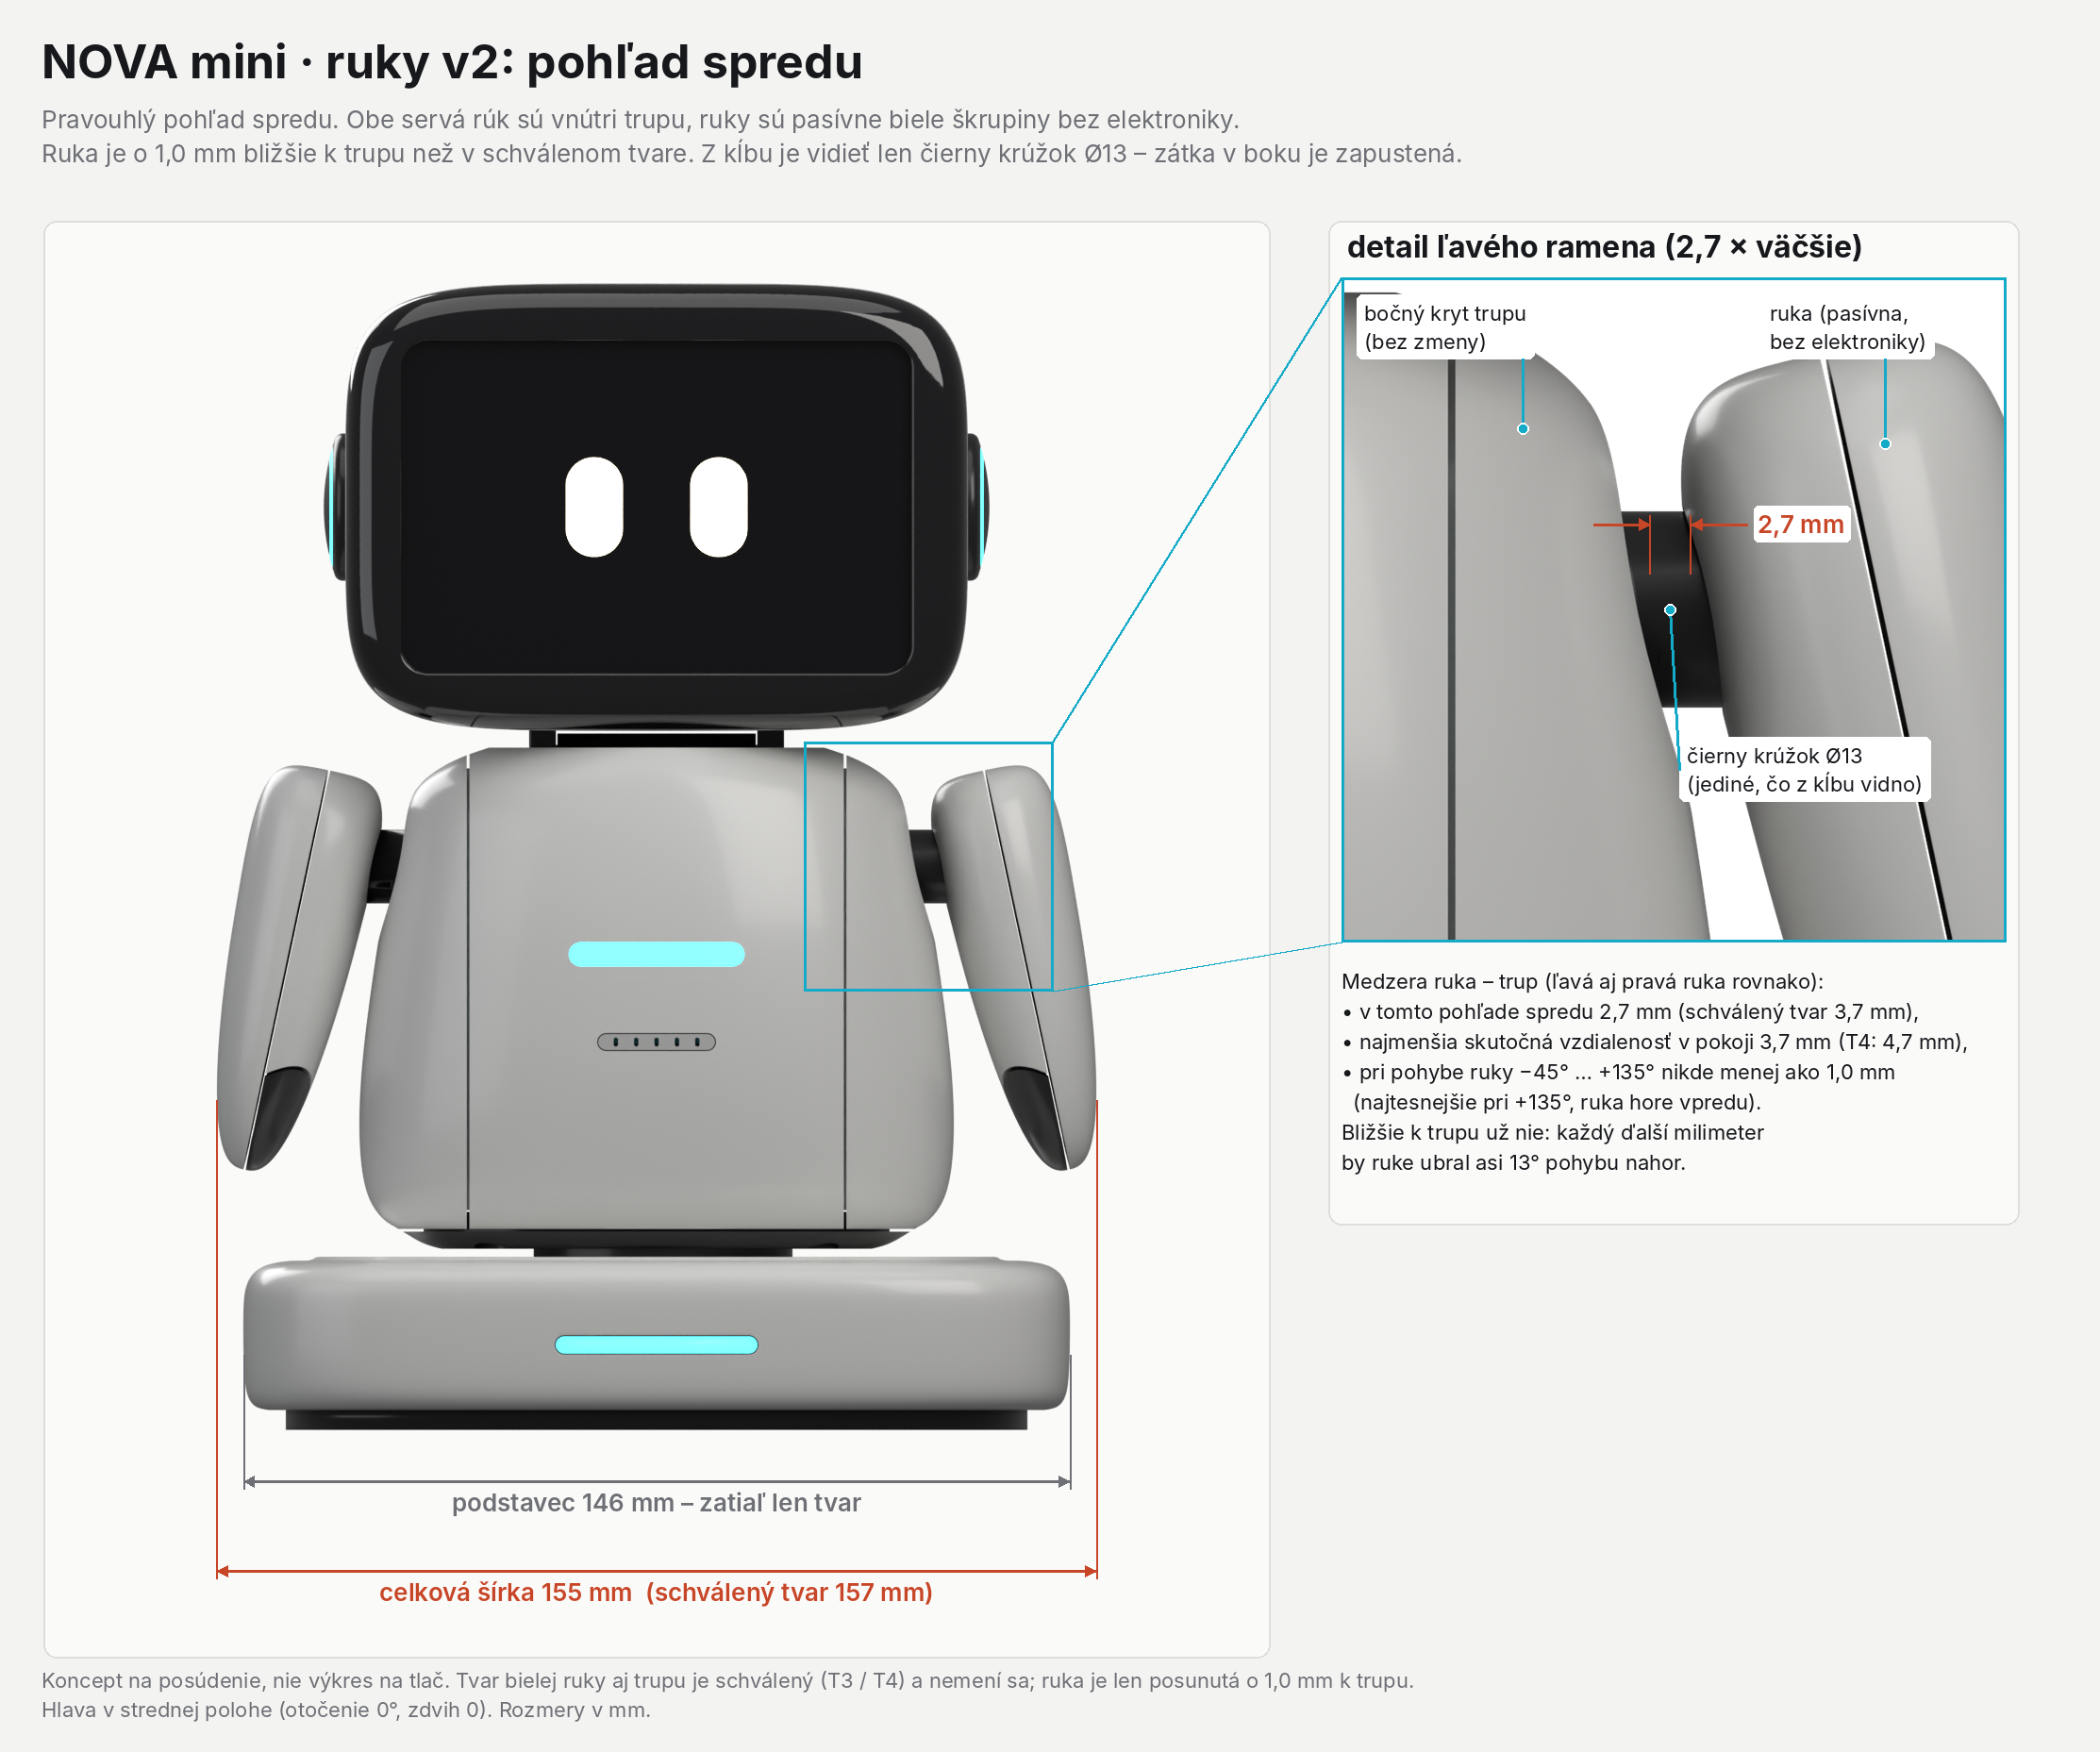 NOVA mini · ruky v2: pohľad spredu
Pravouhlý pohľad spredu. Obe servá rúk sú vnútri trupu, ruky sú pasívne biele škrupiny bez elektroniky.
Ruka je o 1,0 mm bližšie k trupu než v schválenom tvare. Z kĺbu je vidieť len čierny krúžok Ø13 – zátka v boku je zapustená.
detail ľavého ramena (2,7 × väčšie)
bočný kryt trupu
(bez zmeny)
ruka (pasívna,
bez elektroniky)
2,7 mm
čierny krúžok Ø13
(jediné, čo z kĺbu vidno)
Medzera ruka – trup (ľavá aj pravá ruka rovnako):
• v tomto pohľade spredu 2,7 mm (schválený tvar 3,7 mm),
• najmenšia skutočná vzdialenosť v pokoji 3,7 mm (T4: 4,7 mm),
• pri pohybe ruky −45° … +135° nikde menej ako 1,0 mm
(najtesnejšie pri +135°, ruka hore vpredu).
Bližšie k trupu už nie: každý ďalší milimeter
by ruke ubral asi 13° pohybu nahor.
podstavec 146 mm – zatiaľ len tvar
celková šírka 155 mm (schválený tvar 157 mm)
Koncept na posúdenie, nie výkres na tlač. Tvar bielej ruky aj trupu je schválený (T3 / T4) a nemení sa; ruka je len posunutá o 1,0 mm k trupu.
Hlava v strednej polohe (otočenie 0°, zdvih 0). Rozmery v mm.